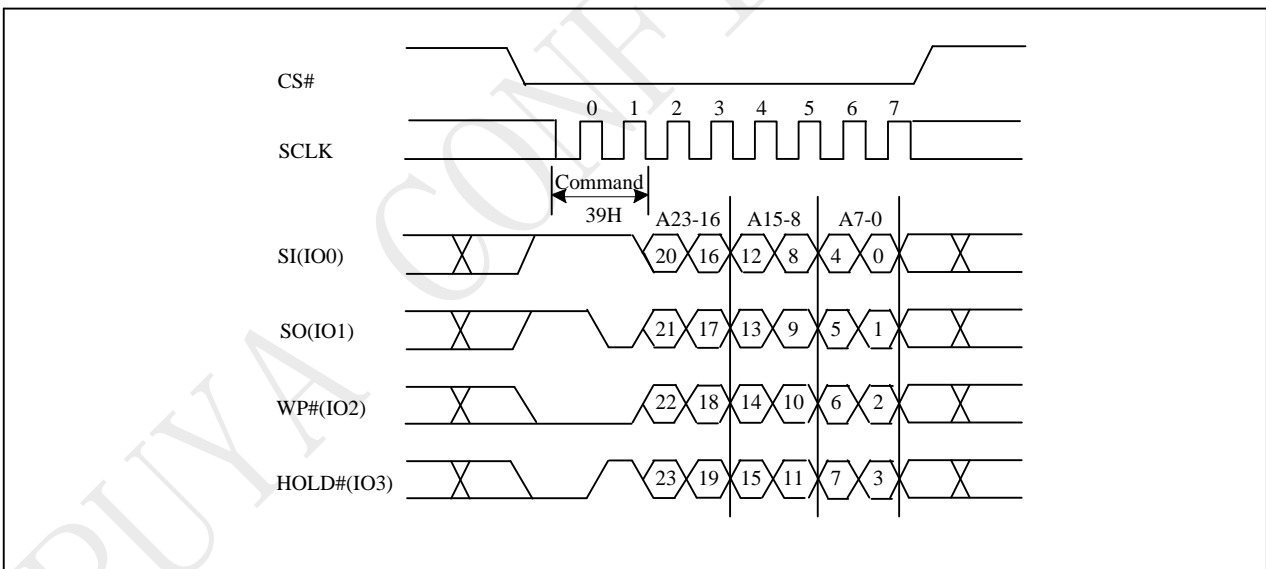 PUYA CONF
CS#
0 1 2 3 4 5 6 7
SCLK
Command
39H
A23-16 A15-8 A7-0
SI(IO0) 20 16 12 8 4 0
SO(IO1) 21 17 13 9 5 1
WP#(IO2) 22 18 14 10 6 2
HOLD#(IO3) 23 19 15 11 7 3